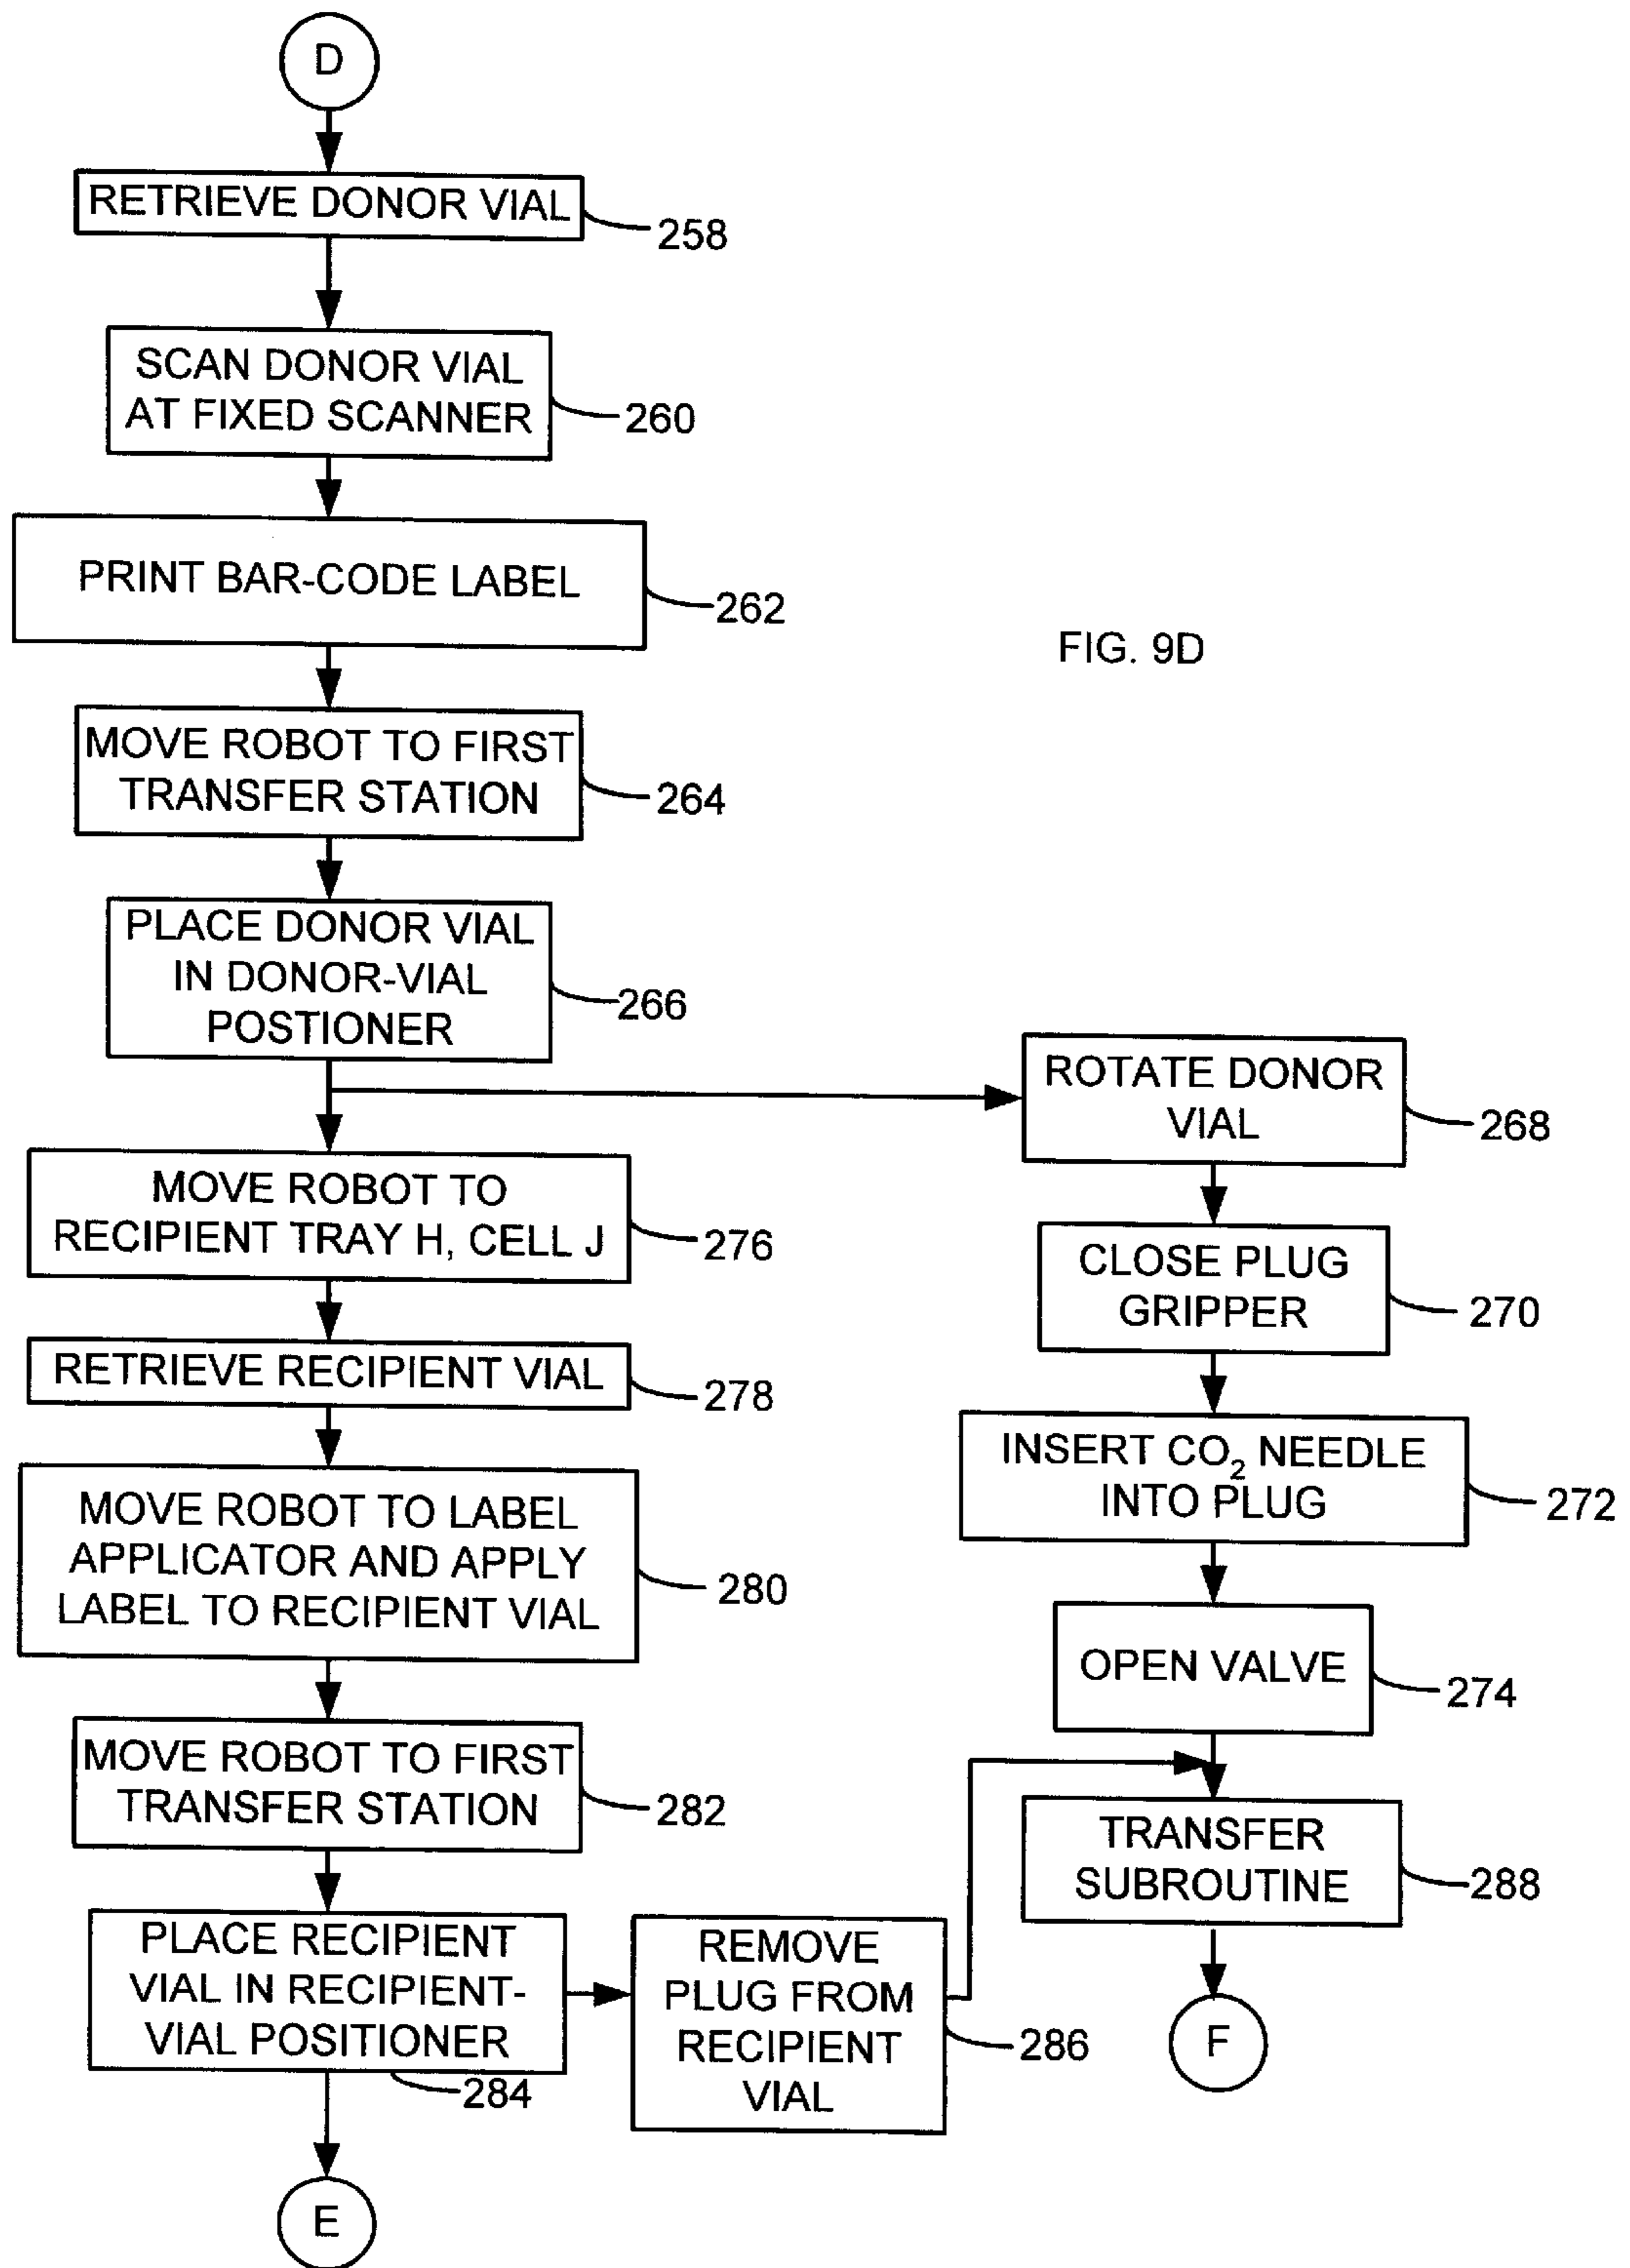 D
RETRIEVE DONOR VIAL
258
SCAN DONOR VIAL
AT FIXED SCANNER
260
PRINT BAR-CODE LABEL
262
FIG. 9D
MOVE ROBOT TO FIRST
TRANSFER STATION
264
PLACE DONOR VIAL
IN DONOR-VIAL
POSTIONER
266
MOVE ROBOT TO
RECIPIENT TRAY H, CELL J
276
RETRIEVE RECIPIENT VIAL
278
MOVE ROBOT TO LABEL
APPLICATOR AND APPLY
LABEL TO RECIPIENT VIAL
280
MOVE ROBOT TO FIRST
TRANSFER STATION
282
PLACE RECIPIENT
VIAL IN RECIPIENT-
VIAL POSITIONER
284
E
REMOVE
PLUG FROM
RECIPIENT
VIAL
286
ROTATE DONOR
VIAL
268
CLOSE PLUG
GRIPPER
270
INSERT CO₂ NEEDLE
INTO PLUG
272
OPEN VALVE
274
TRANSFER
SUBROUTINE
288
F